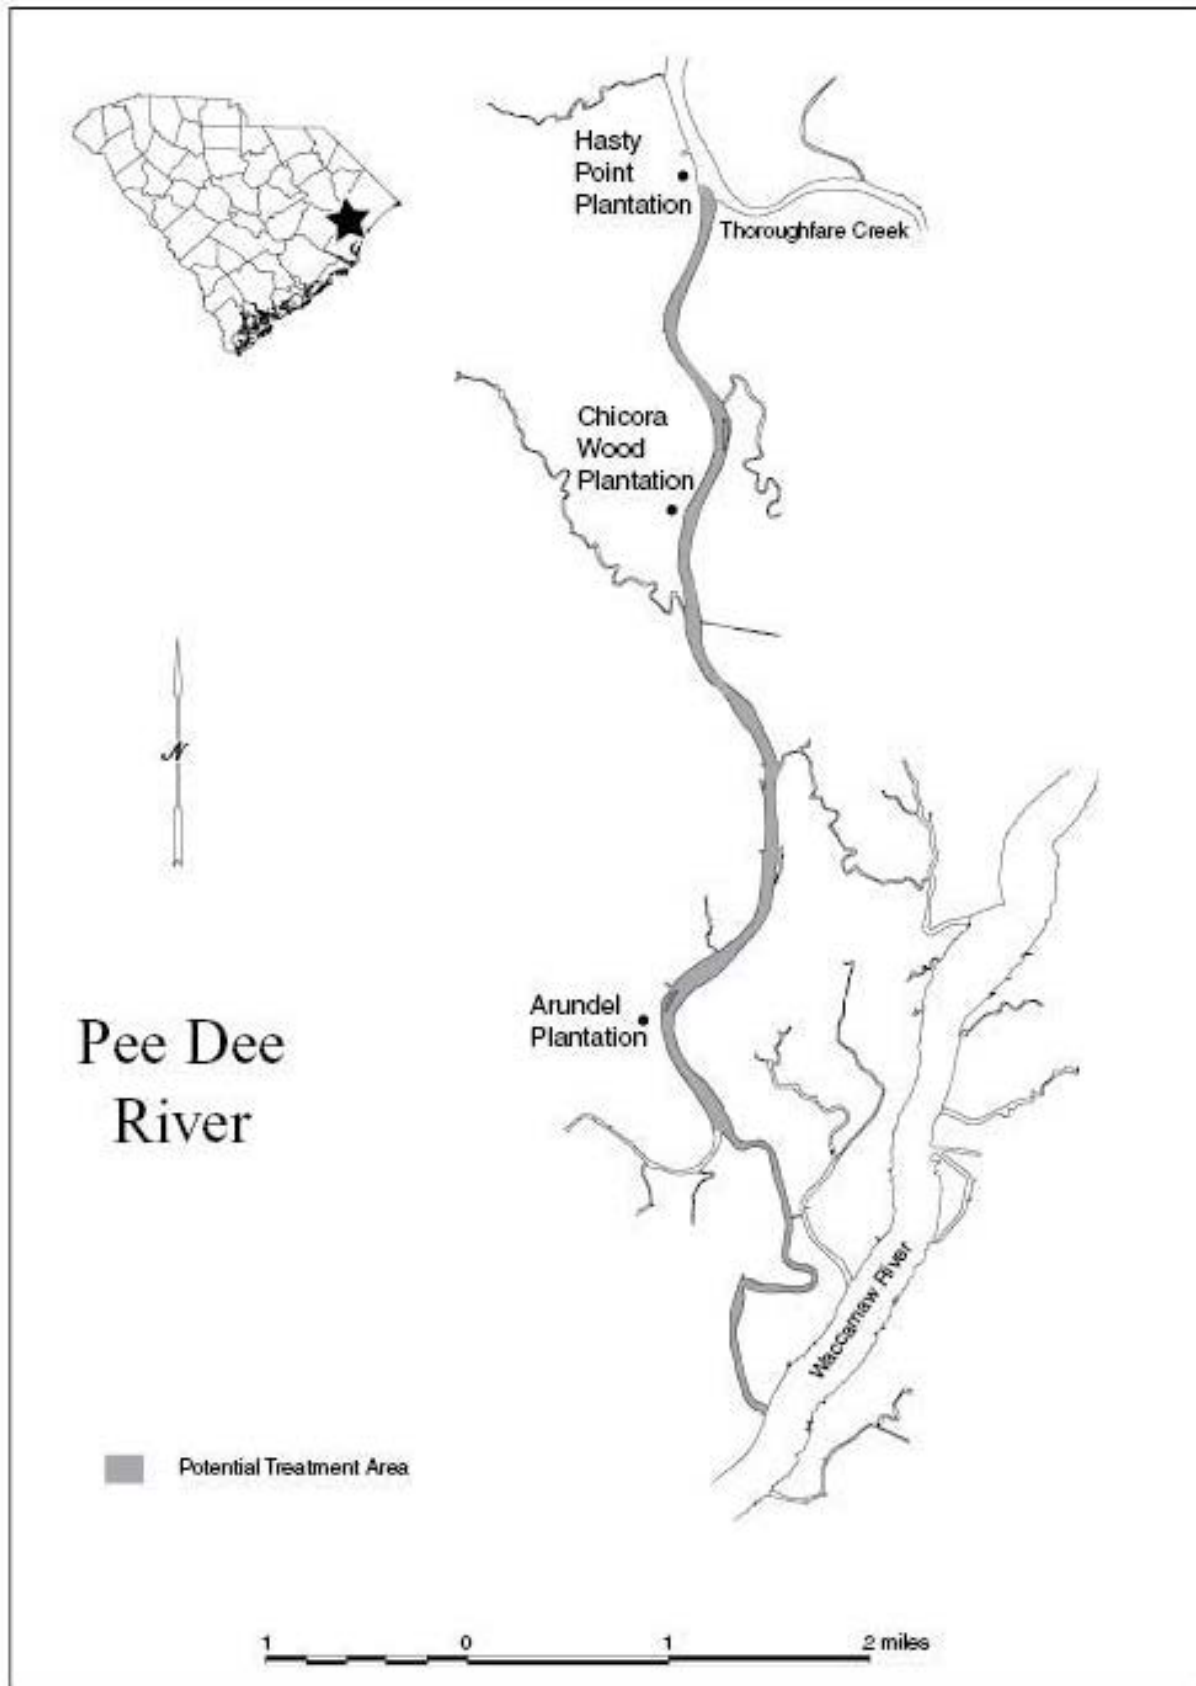 Hasty
Point
Plantation
Thoroughfare Creek
Chicora
Wood
Plantation
N
Arundel
Plantation
Pee Dee
River
Waccamaw River
Potential Treatment Area
1 0 1 2 miles